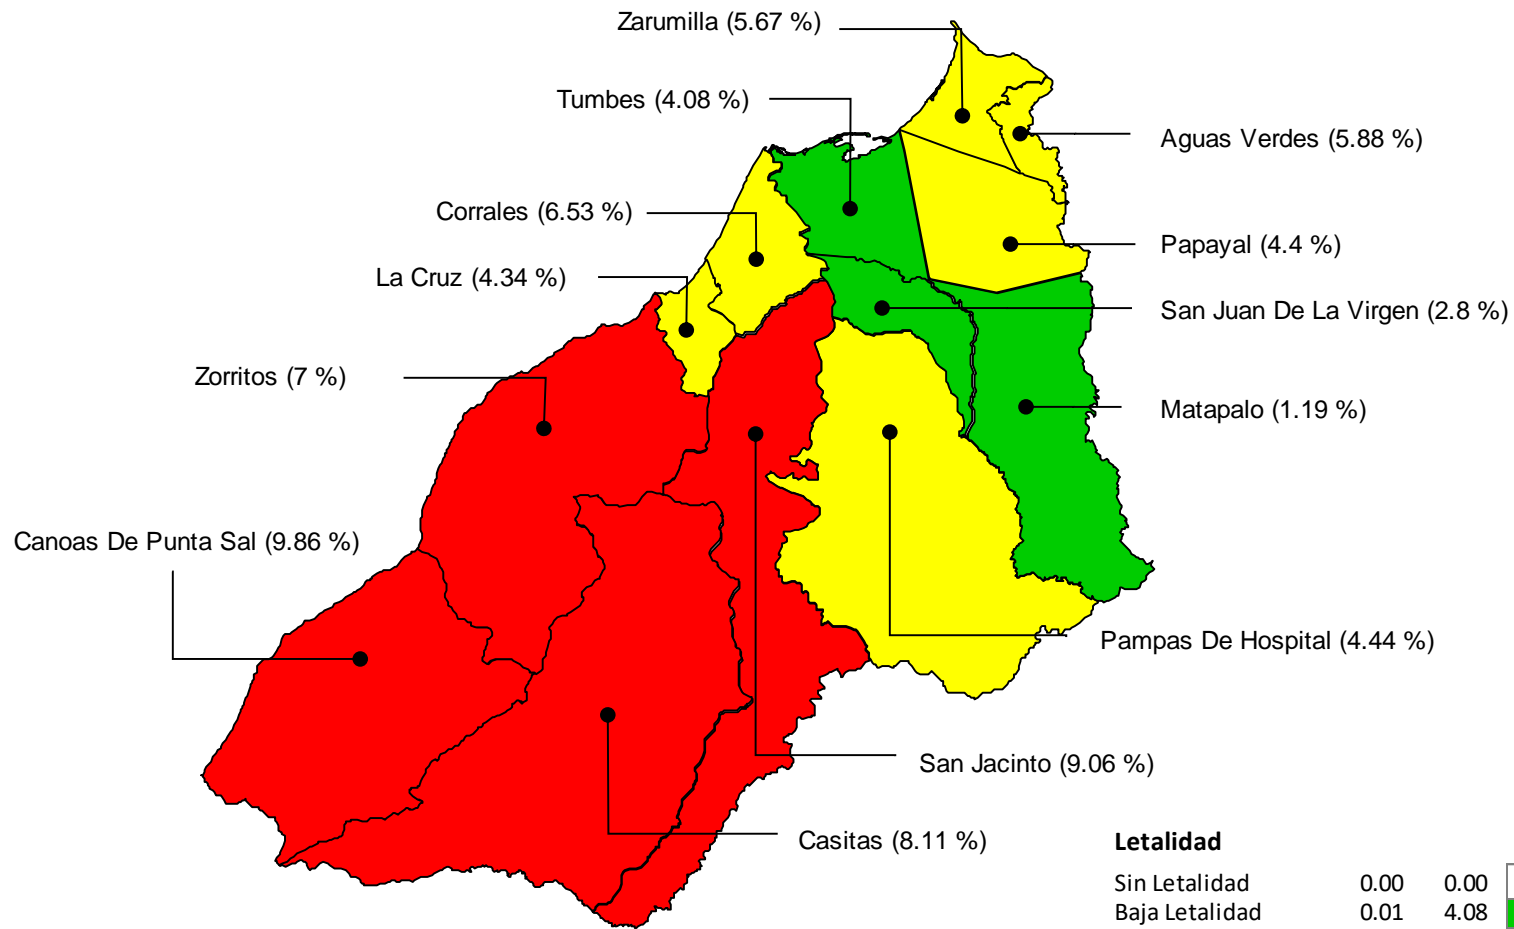 Zarumilla (5.67 %)
Tumbes (4.08 %)
Aguas Verdes (5.88 %)
Corrales (6.53 %)
Papayal (4.4 %)
La Cruz (4.34 %)
San Juan De La Virgen (2.8 %)
Zorritos (7 %)
Matapalo (1.19 %)
Canoas De Punta Sal (9.86 %)
Pampas De Hospital (4.44 %)
San Jacinto (9.06 %)
Casitas (8.11 %)
Letalidad
Sin Letalidad 0.00 0.00
Baja Letalidad 0.01 4.08